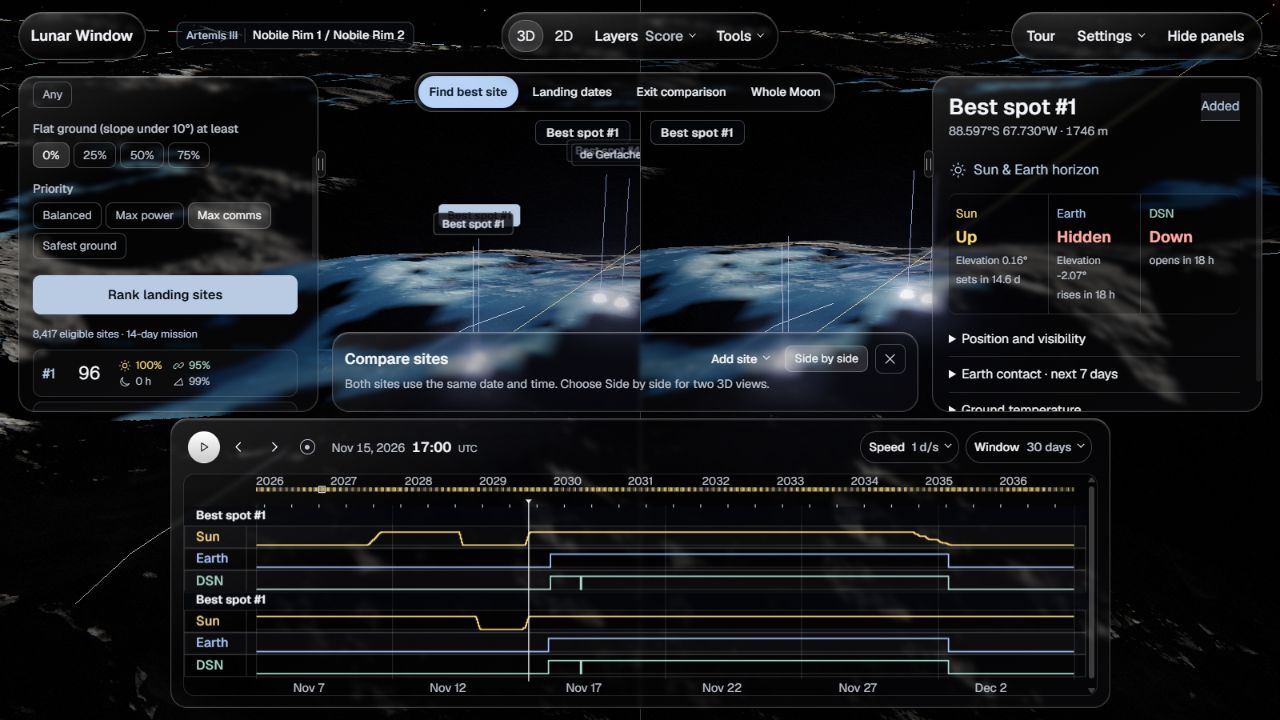 Lunar Window
Artemis III | Nobile Rim 1 / Nobile Rim 2
3D 2D Layers Score Tools
Tour Settings Hide panels
Find best site Landing dates Exit comparison Whole Moon
Any
Flat ground (slope under 10°) at least
0% 25% 50% 75%
Priority
Balanced Max power Max comms
Safest ground
Rank landing sites
8,417 eligible sites · 14-day mission
#1 96 100% 95%
0 h 99%
Best spot #1
de Gerlache
Best spot #1
Best spot #1
Best spot #1
Compare sites
Add site Side by side
Both sites use the same date and time. Choose Side by side for two 3D views.
Best spot #1
Added
88.597°S 67.730°W · 1746 m
Sun & Earth horizon
Sun Earth DSN
Up Hidden Down
Elevation 0.16°
sets in 14.6 d
Elevation
-2.07°
rises in 18 h
opens in 18 h
Position and visibility
Earth contact · next 7 days
Ground temperature
Nov 15, 2026 17:00 UTC
Speed 1 d/s Window 30 days
2026 2027 2028 2029 2030 2031 2032 2033 2034 2035 2036
Best spot #1
Sun
Earth
DSN
Best spot #1
Sun
Earth
DSN
Nov 7 Nov 12 Nov 17 Nov 22 Nov 27 Dec 2